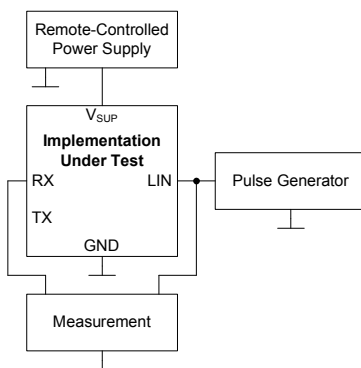 Remote-Controlled
Power Supply
VSUP
Implementation
Under Test
RX
LIN
Pulse Generator
TX
GND
Measurement